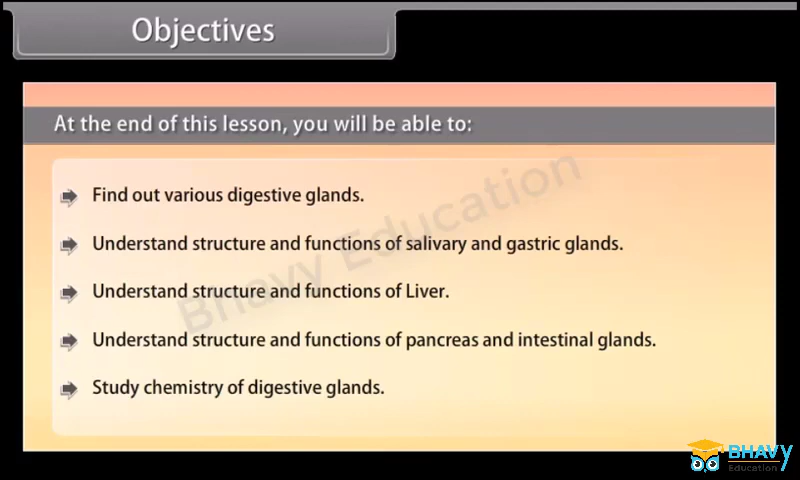 Objectives
At the end of this lesson, you will be able to:
Find out various digestive glands.
Understand structure and functions of salivary and gastric glands.
Understand structure and functions of Liver.
Understand structure and functions of pancreas and intestinal glands.
Study chemistry of digestive glands.
Bhavy Education
BHAVY
Education